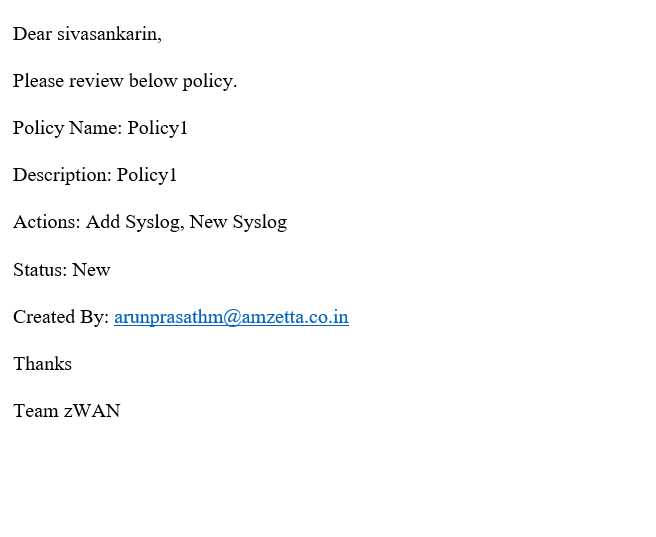 Dear sivasankarin,
Please review below policy.
Policy Name: Policy1
Description: Policy1
Actions: Add Syslog, New Syslog
Status: New
Created By: arunprasathm@amzetta.co.in
Thanks
Team zWAN